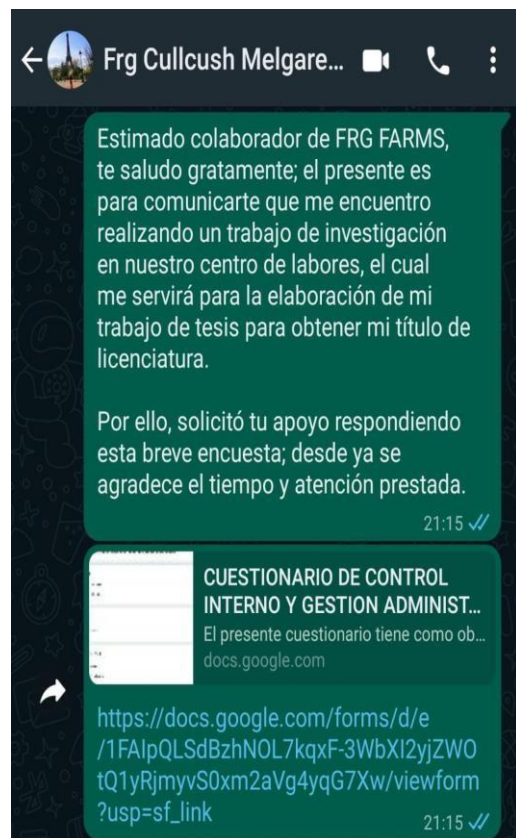 Frg Cullcush Melgare...
Estimado colaborador de FRG FARMS,
te saludo gratamente; el presente es
para comunicarte que me encuentro
realizando un trabajo de investigación
en nuestro centro de labores, el cual
me servirá para la elaboración de mi
trabajo de tesis para obtener mi título de
licenciatura.
Por ello, solicitó tu apoyo respondiendo
esta breve encuesta; desde ya se
agradece el tiempo y atención prestada.
21:15
CUESTIONARIO DE CONTROL
INTERNO Y GESTION ADMINIST...
El presente cuestionario tiene como ob...
docs.google.com
https://docs.google.com/forms/d/e
/1FAIpQLSdBzhNOL7kqxF-3WbXI2yjZWO
tQ1yRjmyvS0xm2aVg4yqG7Xw/viewform
?usp=sf_link
21:15